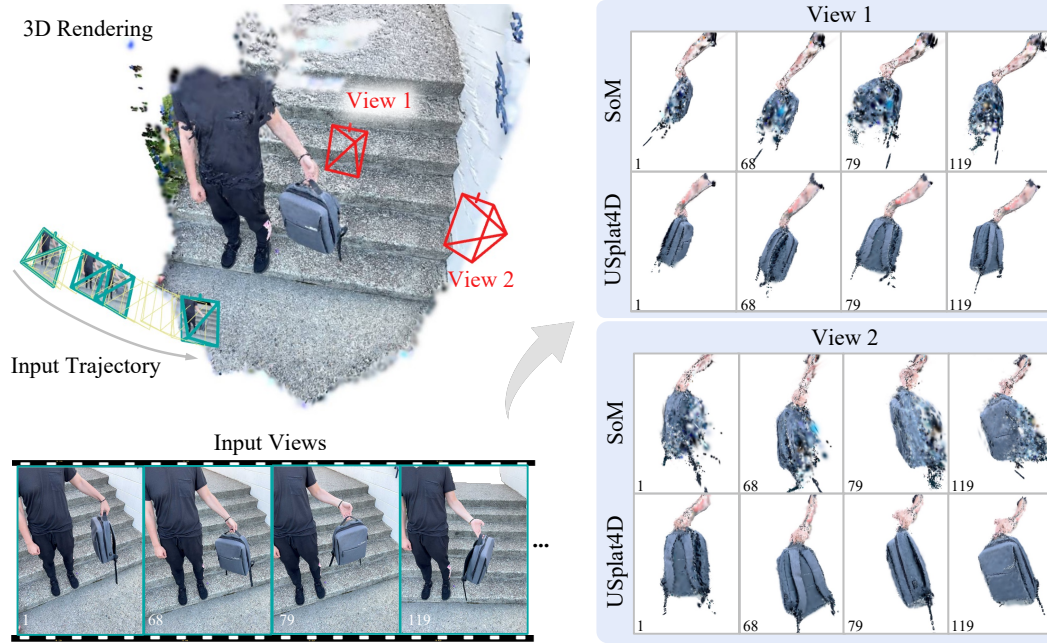 3D Rendering
View 1
View 2
Input Trajectory
Input Views
1
68
79
119
...
View 1
SoM
1
68
79
119
USplat4D
1
68
79
119
View 2
SoM
1
68
79
119
USplat4D
1
68
79
119